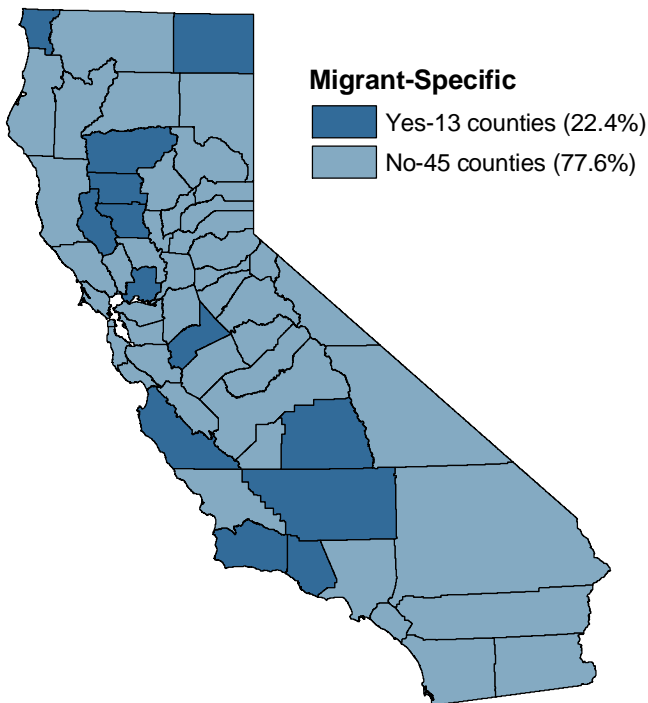 Migrant-Specific
Yes-13 counties (22.4%)
No-45 counties (77.6%)